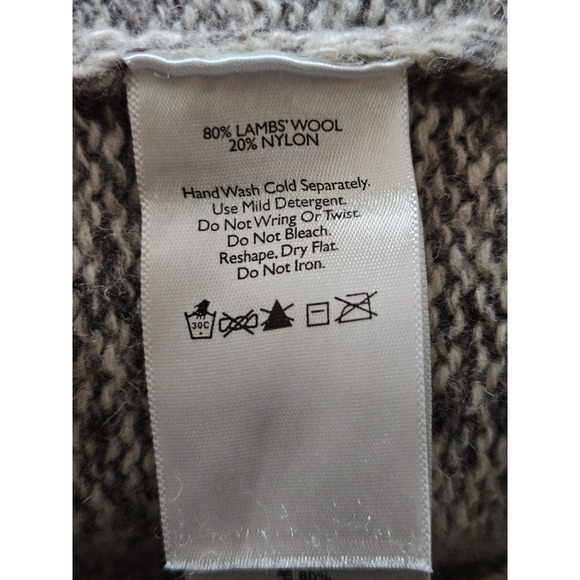 80% LAMBS' WOOL
20% NYLON
Hand Wash Cold Separately.
Use Mild Detergent.
Do Not Wring Or Twist.
Do Not Bleach.
Reshape, Dry Flat.
Do Not Iron.
30C
80%